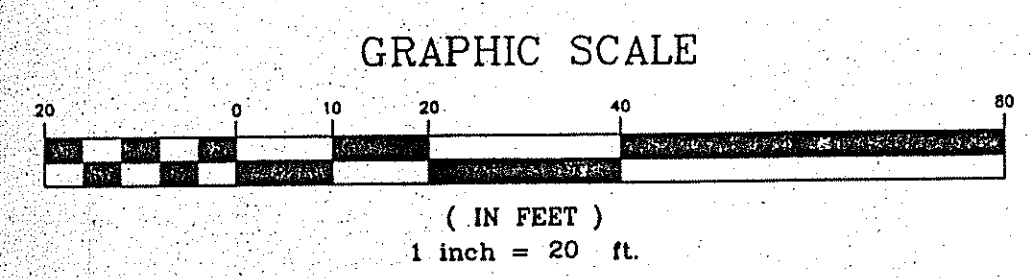 GRAPHIC SCALE
20 0 10 20 40 80
( IN FEET )
1 inch = 20 ft.